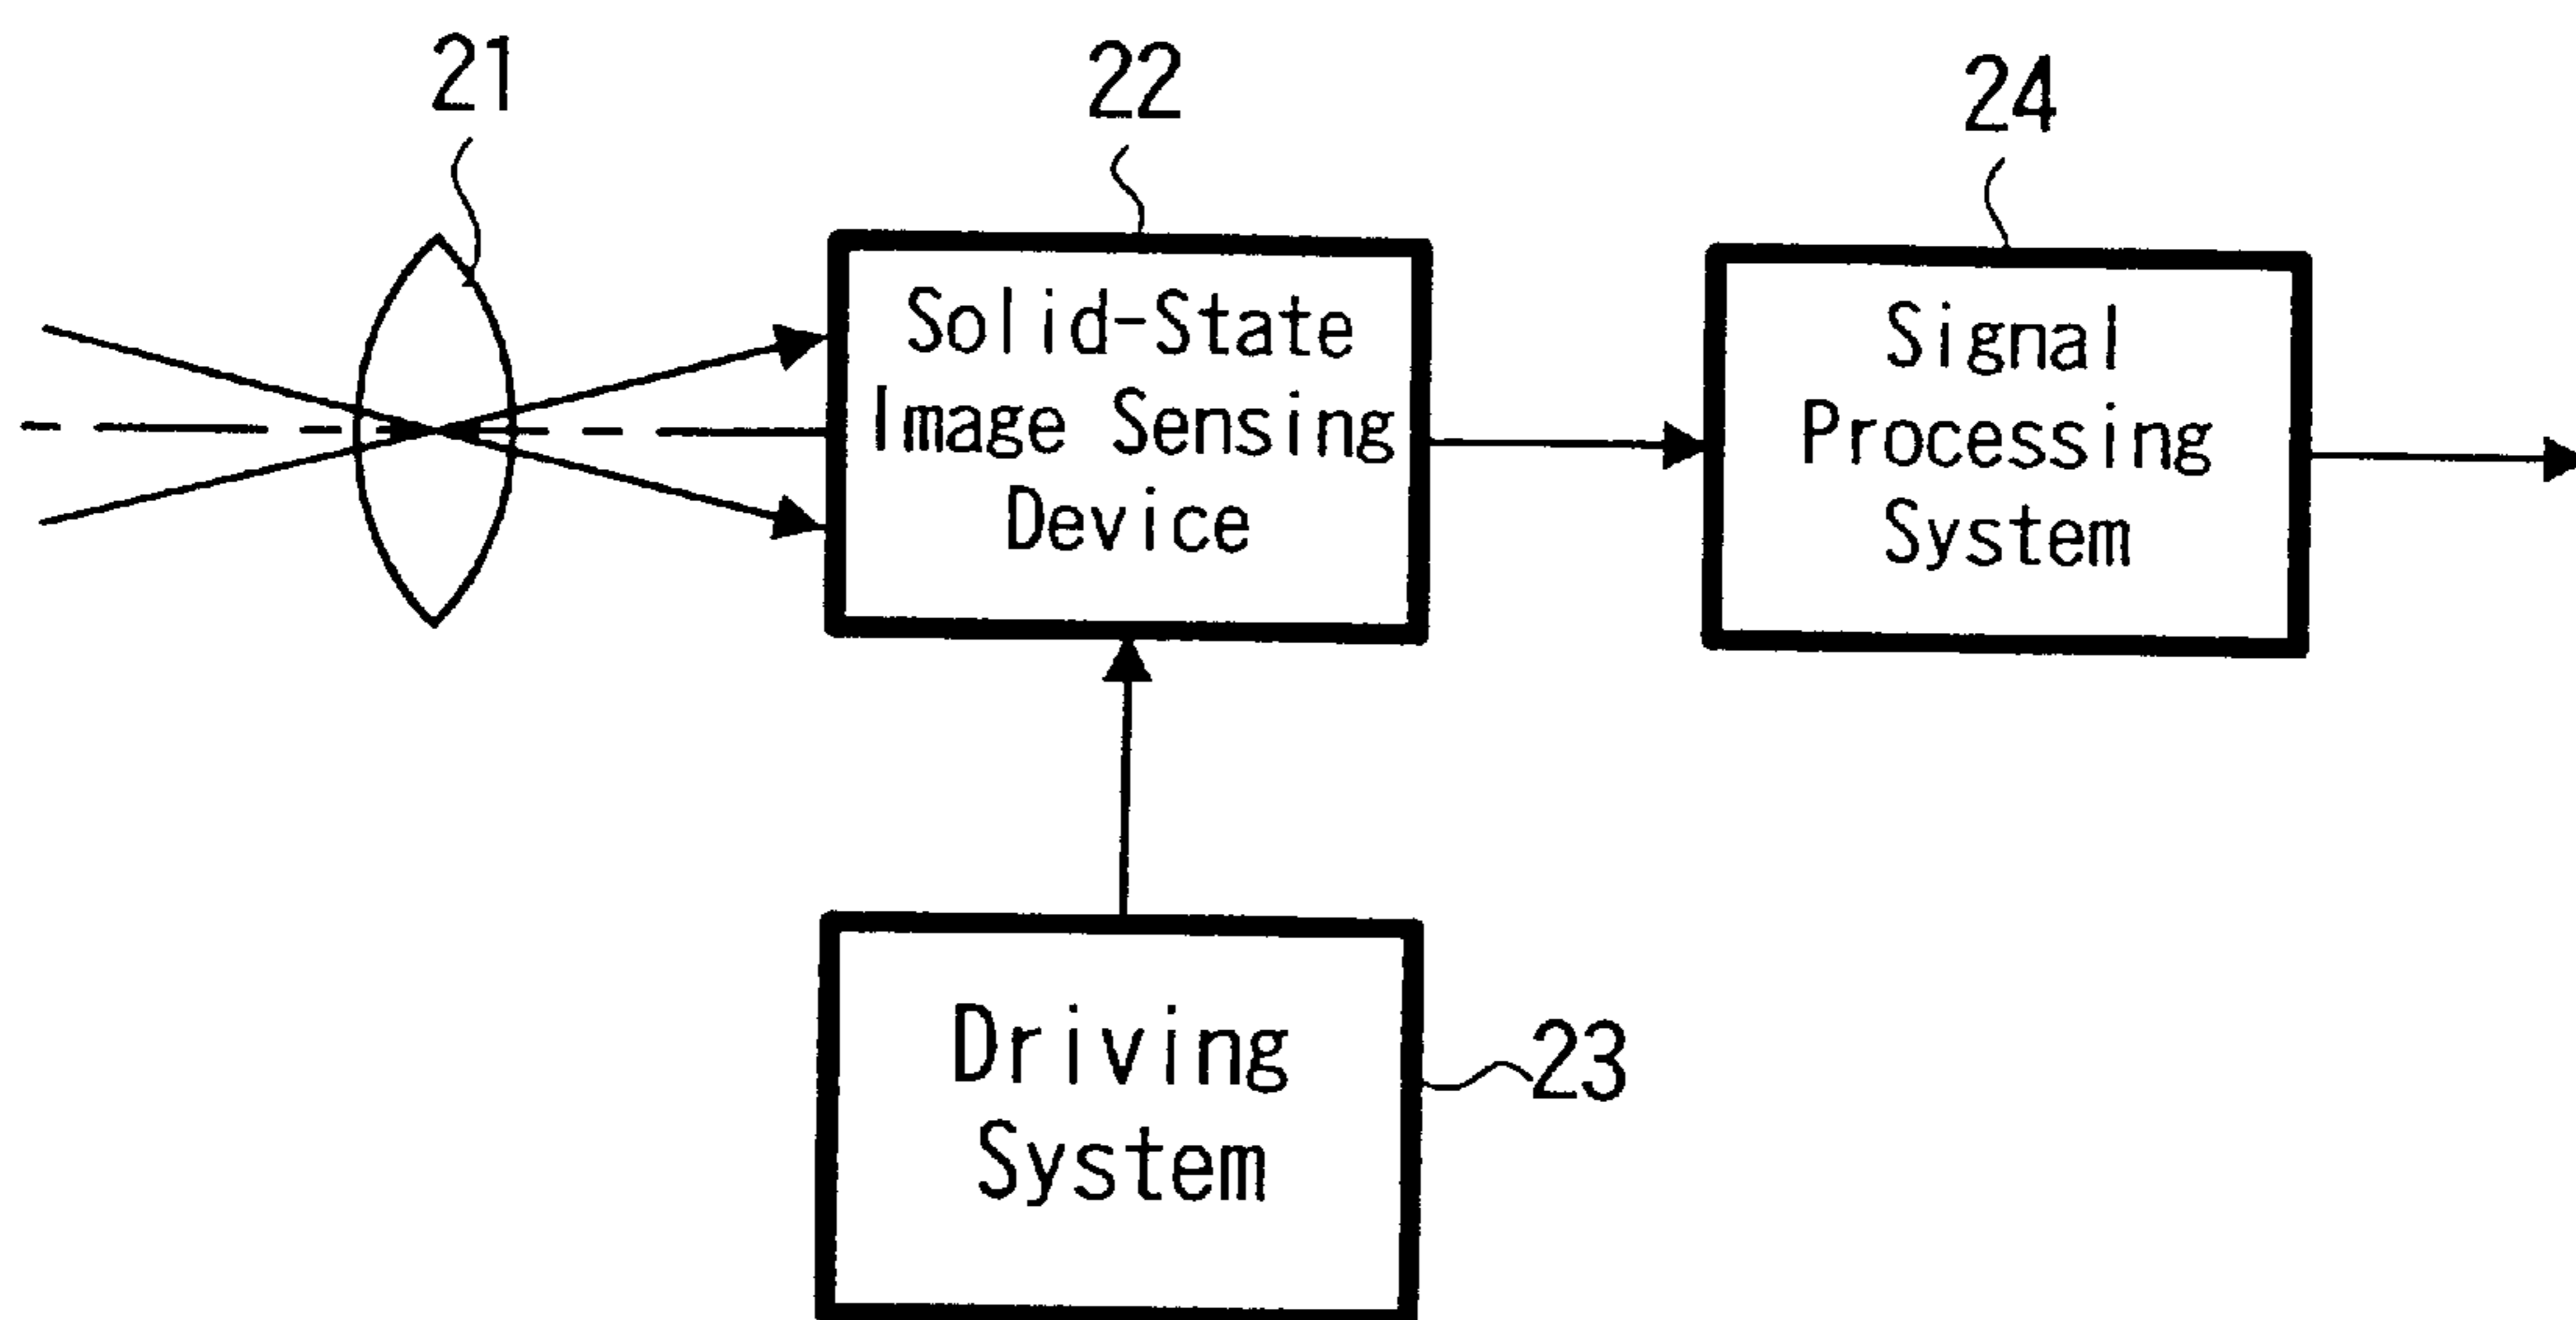 21
22
24
Solid-State
Image Sensing
Device
Signal
Processing
System
Driving
System
23